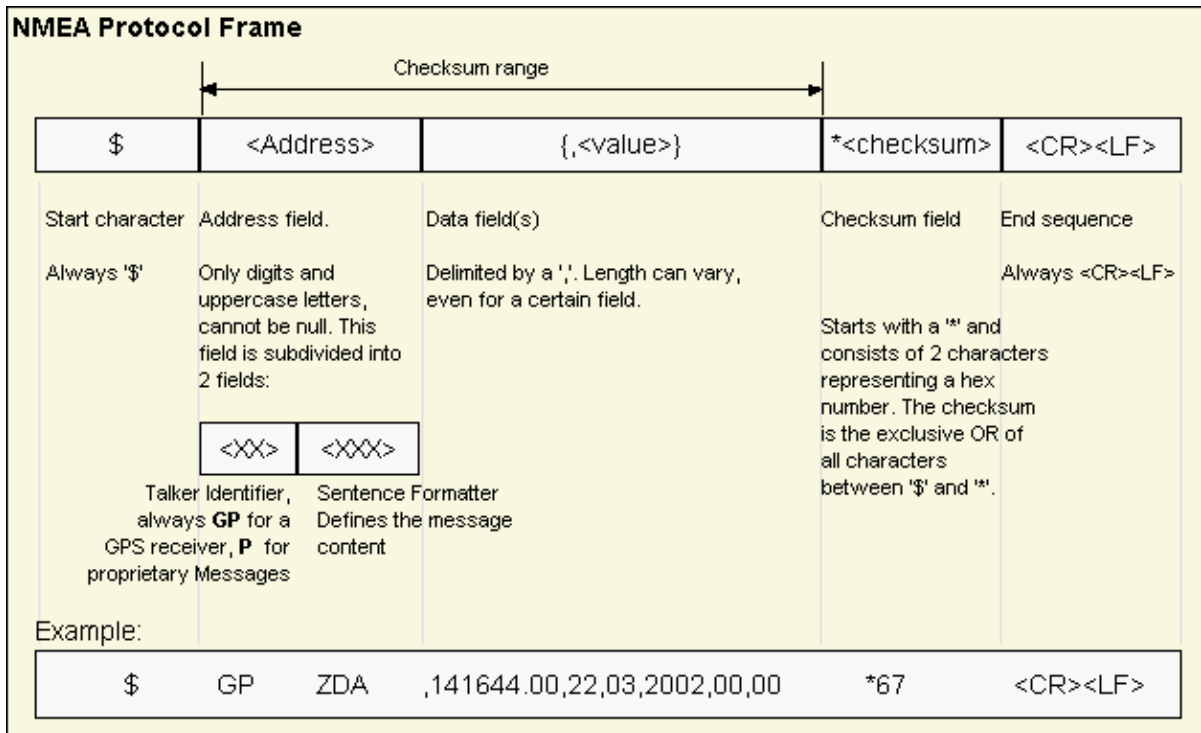 NMEA Protocol Frame
Checksum range
$ <Address> {,<value>} *<checksum> <CR><LF>
Start character
Always '$'
Address field.
Only digits and
uppercase letters,
cannot be null. This
field is subdivided into
2 fields:
<XX> <XXX>
Talker Identifier,
always GP for a
GPS receiver, P for
proprietary Messages
Sentence Formatter
Defines the message
content
Data field(s)
Delimited by a ','. Length can vary,
even for a certain field.
Checksum field
Starts with a '*' and
consists of 2 characters
representing a hex
number. The checksum
is the exclusive OR of
all characters
between '$' and '*'.
End sequence
Always <CR><LF>
Example:
$ GP ZDA ,141644.00,22,03,2002,00,00 *67 <CR><LF>